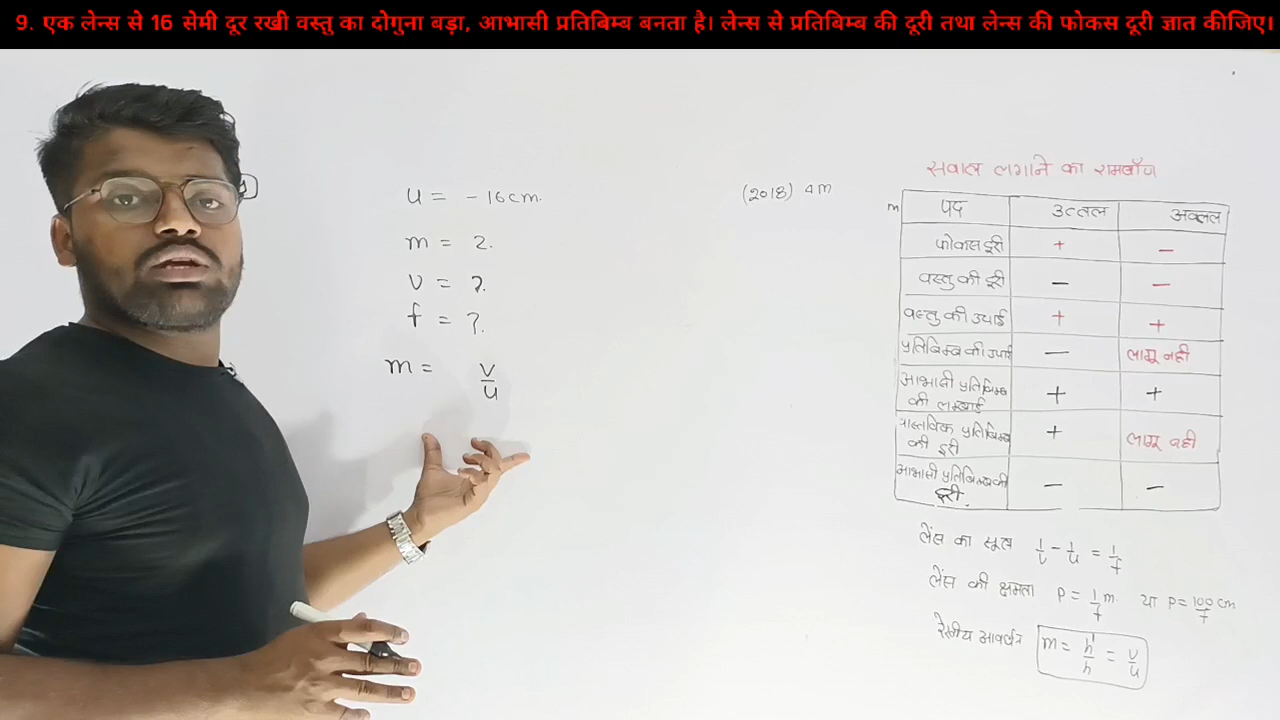 9. एक लेन्स से 16 सेमी दूर रखी वस्तु का दोगुना बड़ा, आभासी प्रतिबिम्ब बनता है। लेन्स से प्रतिबिम्ब की दूरी तथा लेन्स की फोकस दूरी ज्ञात कीजिए।
u = - 16cm.
m = 2.
v = ?.
f = ?.
m = v/u
(2018) 4m
सवाल लगाने का रामबाँण
पद उत्तल अवतल
फोकस दूरी + -
वस्तु की दूरी - -
वस्तु की उचाई + +
प्रतिबिम्ब की उचाई - लागू नही
आभासी प्रतिबिम्ब की लम्बाई + +
वास्तविक प्रतिबिम्ब की दूरी + लागू नही
आभासी प्रतिबिम्ब की दूरी. - -
लेंस का सूत्र 1/v - 1/u = 1/f
लेंस की क्षमता P = 1/f m. या P = 100/f cm
रेखीय आवर्धन m = h'/h = v/u